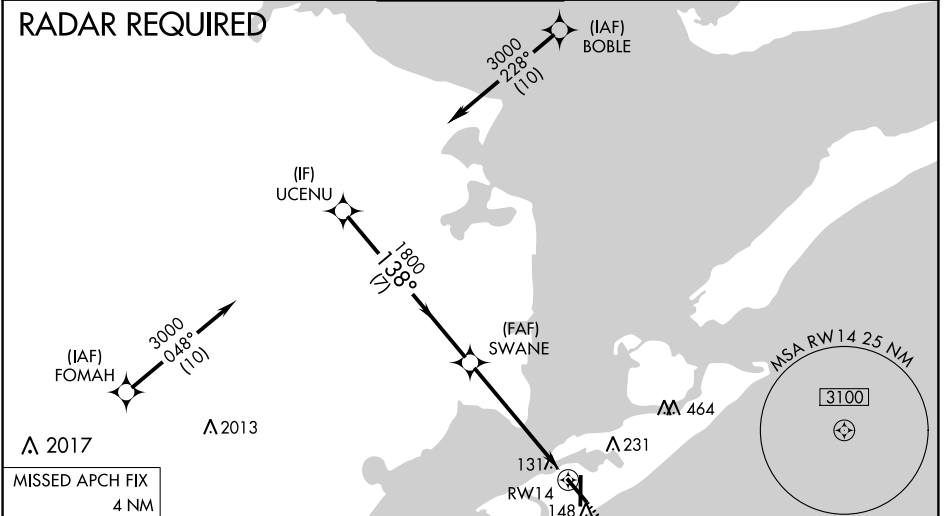 RADAR REQUIRED
(IAF)
BOBLE
3000
228°
(10)
(IF)
UCENU
1800
138°
(7)
(FAF)
SWANE
3000
048°
(10)
(IAF)
FOMAH
2013
2017
MISSED APCH FIX
4 NM
464
231
131
RW14
148
MSA RW14 25 NM
3100